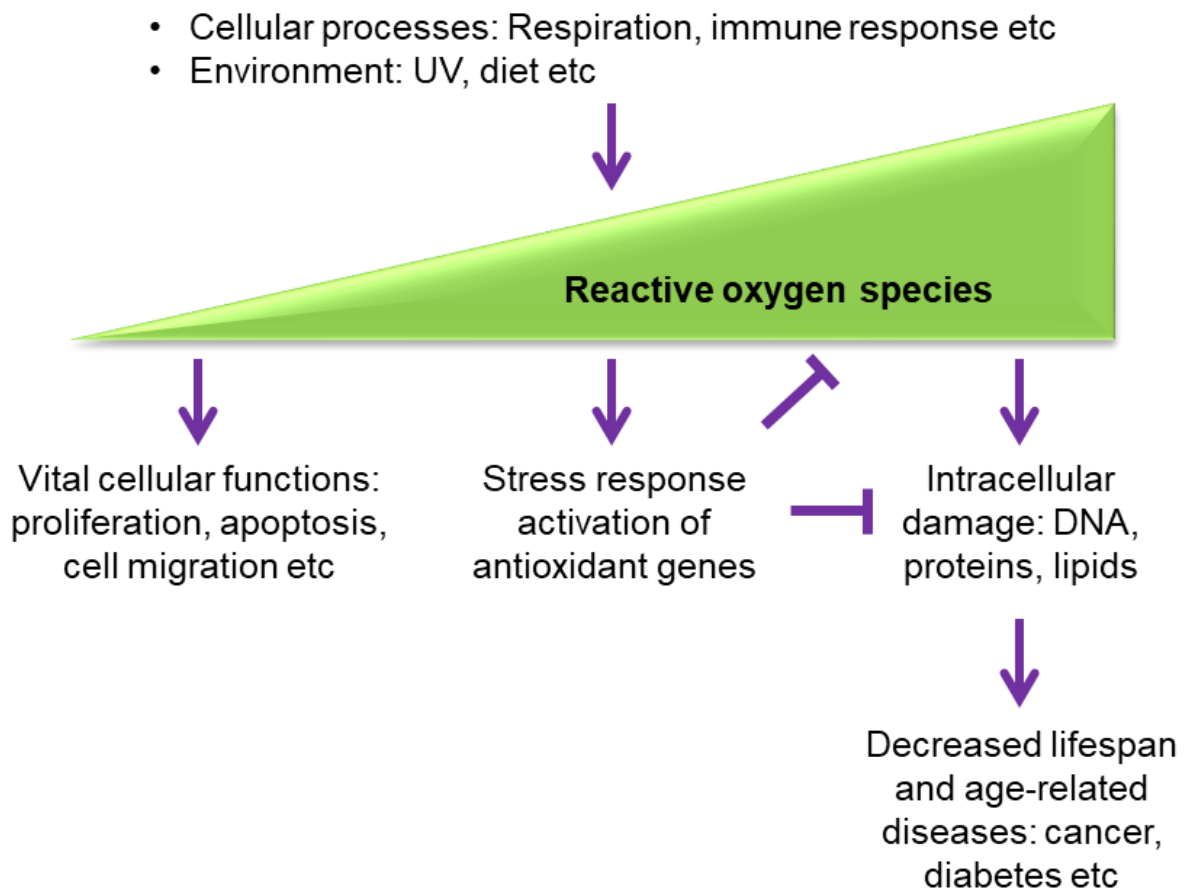 • Cellular processes: Respiration, immune response etc
• Environment: UV, diet etc
Reactive oxygen species
Vital cellular functions:
proliferation, apoptosis,
cell migration etc
Stress response
activation of
antioxidant genes
Intracellular
damage: DNA,
proteins, lipids
Decreased lifespan
and age-related
diseases: cancer,
diabetes etc